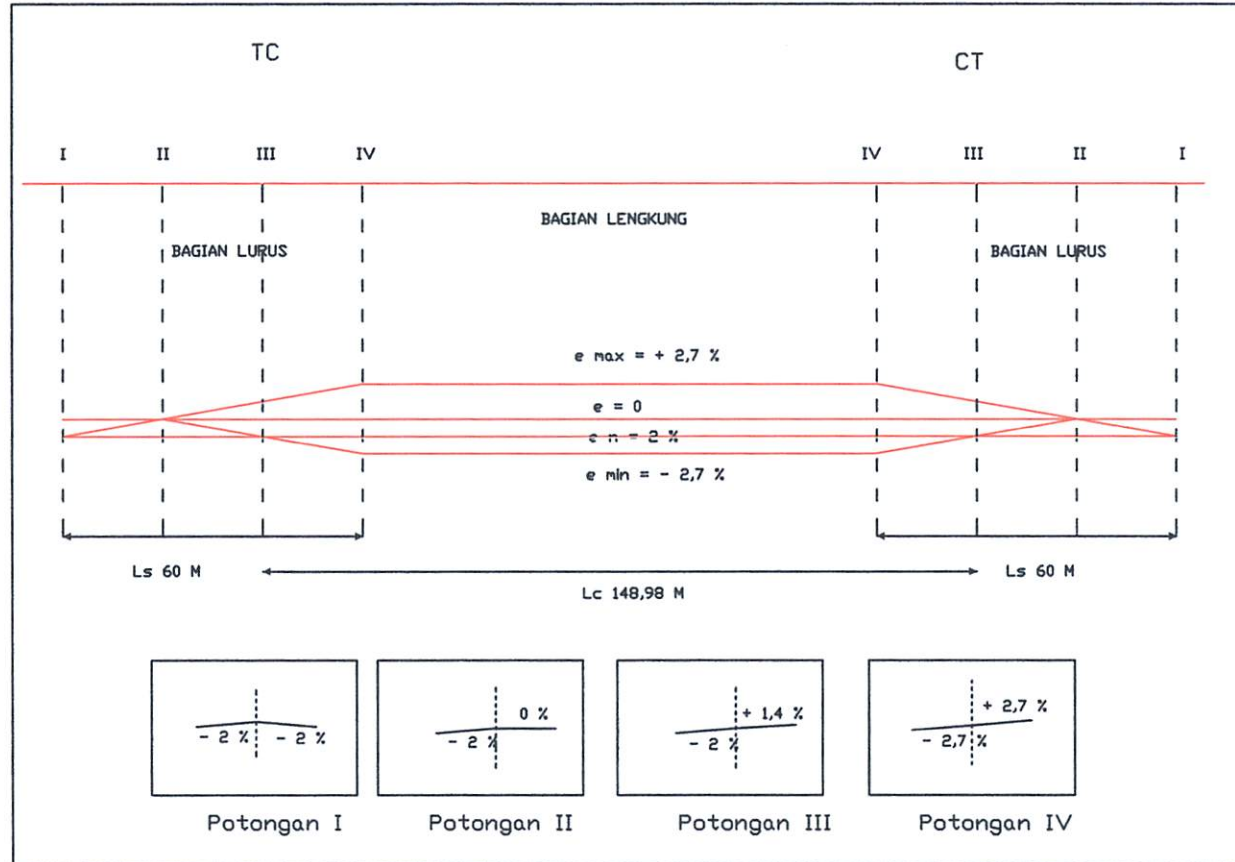 TC CT
I II III IV IV III II I
BAGIAN LENGKUNG
BAGIAN LURUS BAGIAN LURUS
e max = + 2,7 %
e = 0
e n = 2 %
e min = - 2,7 %
Ls 60 M Ls 60 M
Lc 148,98 M
- 2 % - 2 %
0 %
- 2 %
+ 1,4 %
- 2 %
+ 2,7 %
- 2,7 %
Potongan I Potongan II Potongan III Potongan IV